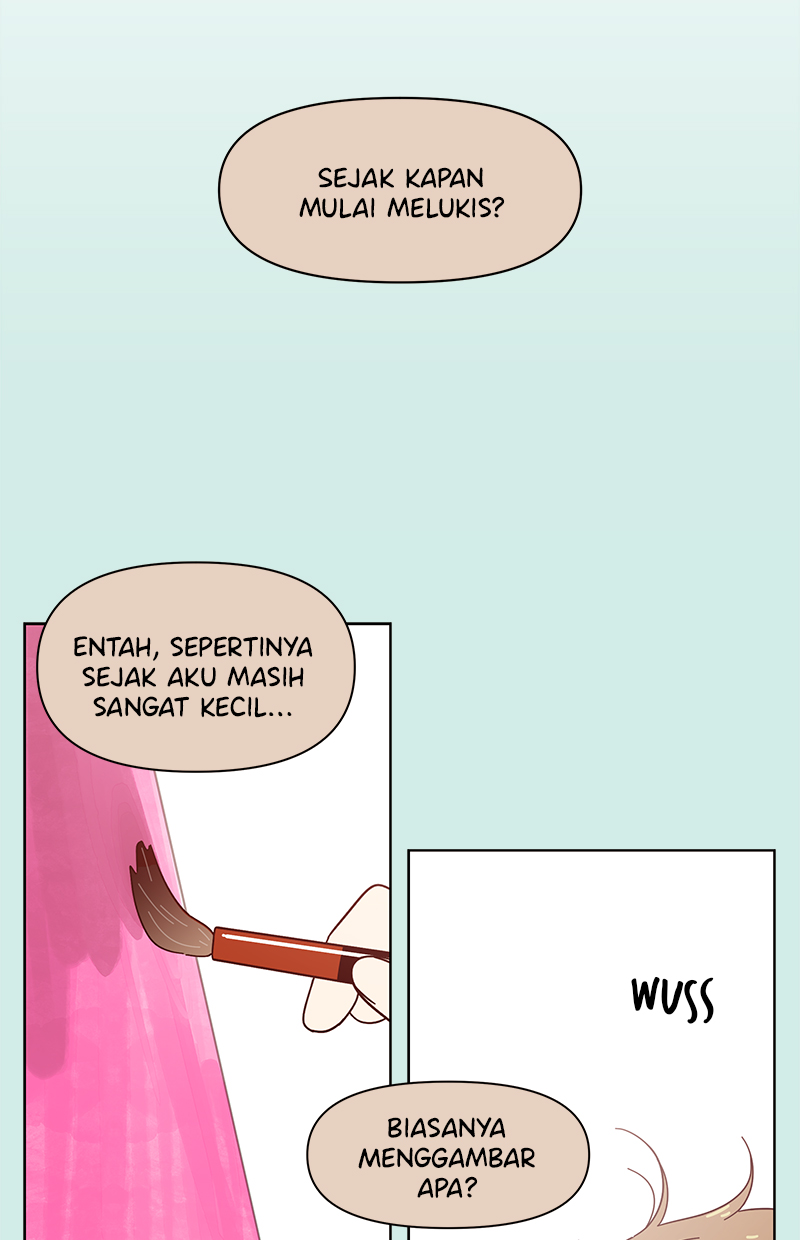 SEJAK KAPAN
MULAI MELUKIS?
ENTAH, SEPERTINYA
SEJAK AKU MASIH
SANGAT KECIL...
WUSS
BIASANYA
MENGGAMBAR
APA?